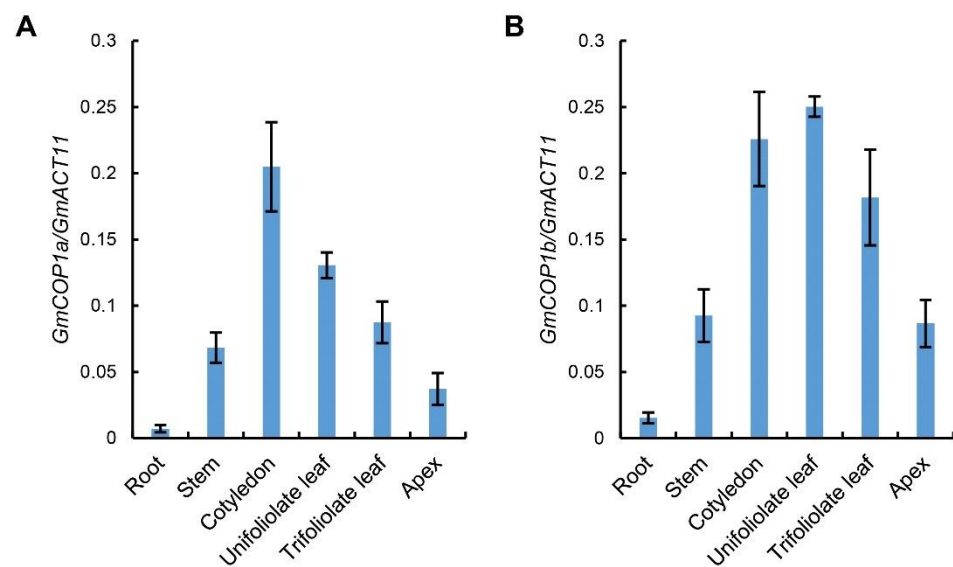 A
GmCOP1a/GmACT11
0.3
0.25
0.2
0.15
0.1
0.05
0
Root
Stem
Cotyledon
Unifoliolate leaf
Trifoliolate leaf
Apex
B
GmCOP1b/GmACT11
0.3
0.25
0.2
0.15
0.1
0.05
0
Root
Stem
Cotyledon
Unifoliolate leaf
Trifoliolate leaf
Apex